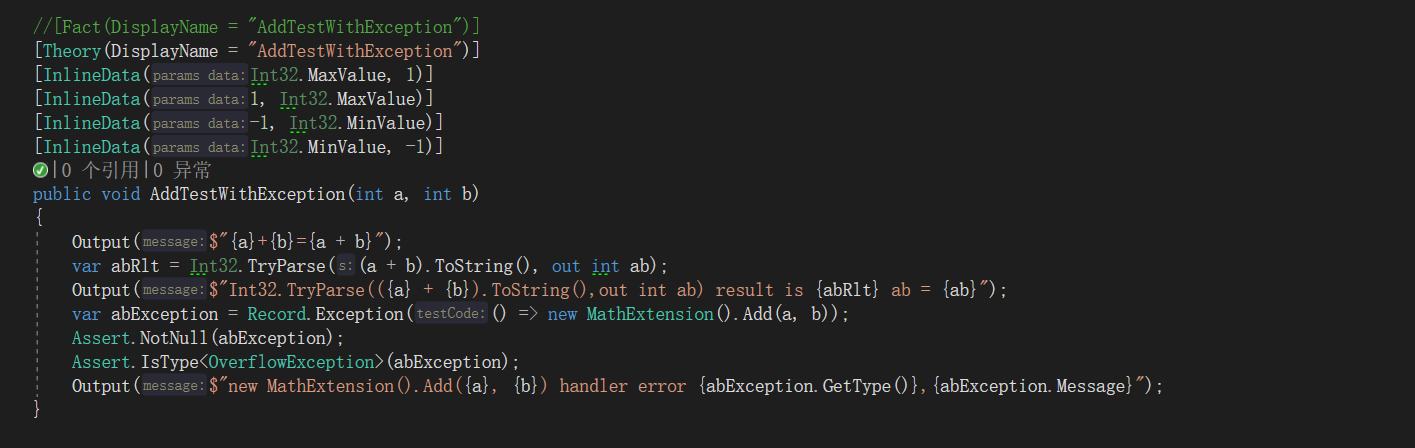 //[Fact(DisplayName = "AddTestWithException")]
[Theory(DisplayName = "AddTestWithException")]
[InlineData(params data:Int32.MaxValue, 1)]
[InlineData(params data:1, Int32.MaxValue)]
[InlineData(params data:-1, Int32.MinValue)]
[InlineData(params data:Int32.MinValue, -1)]
|0 个引用|0 异常
public void AddTestWithException(int a, int b)
{
Output(message:$"{a}+{b}={a + b}");
var abRlt = Int32.TryParse(s:(a + b).ToString(), out int ab);
Output(message:$"Int32.TryParse(({a} + {b}).ToString(),out int ab) result is {abRlt} ab = {ab}");
var abException = Record.Exception(testCode:() => new MathExtension().Add(a, b));
Assert.NotNull(abException);
Assert.IsType<OverflowException>(abException);
Output(message:$"new MathExtension().Add({a}, {b}) handler error {abException.GetType()},{abException.Message}");
}